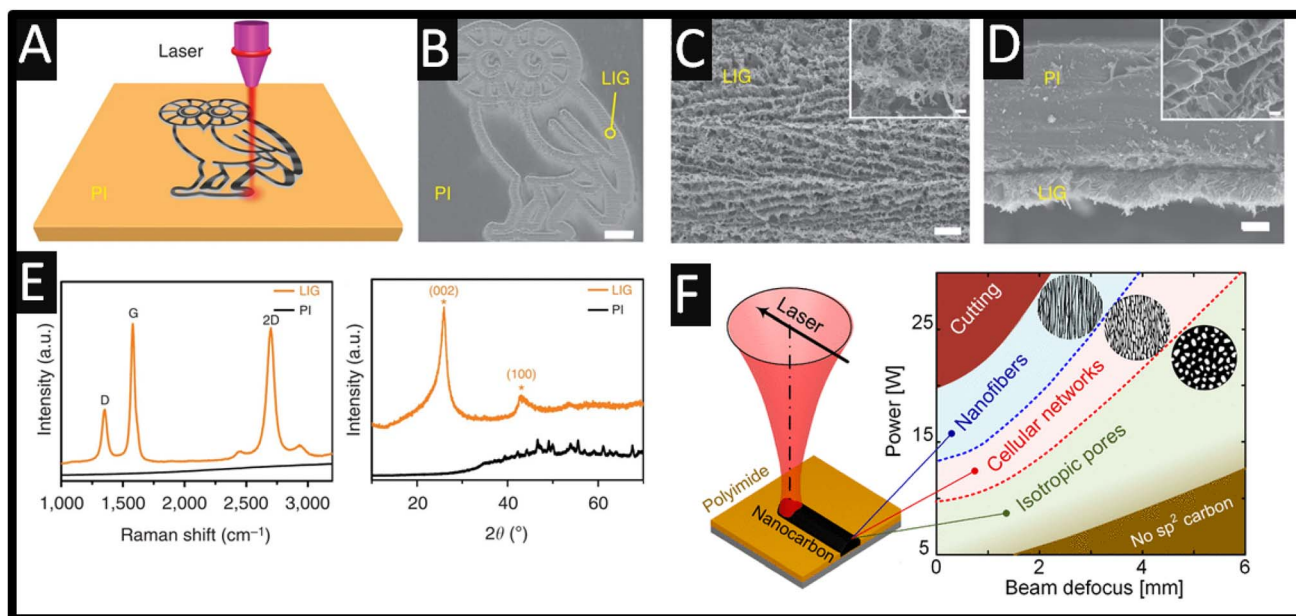 A
Laser
PI
B
LIG
PI
C
LIG
D
PI
LIG
E
Intensity (a.u.)
LIG
PI
D
G
2D
1,000
1,500
2,000
2,500
3,000
Raman shift (cm⁻¹)
Intensity (a.u.)
LIG
PI
(002)
*
(100)
*
20
40
60
2θ (°)
F
Laser
Polyimide
Nanocarbon
Power [W]
25
15
5
Cutting
Nanofibers
Cellular networks
Isotropic pores
No sp² carbon
0
2
4
6
Beam defocus [mm]